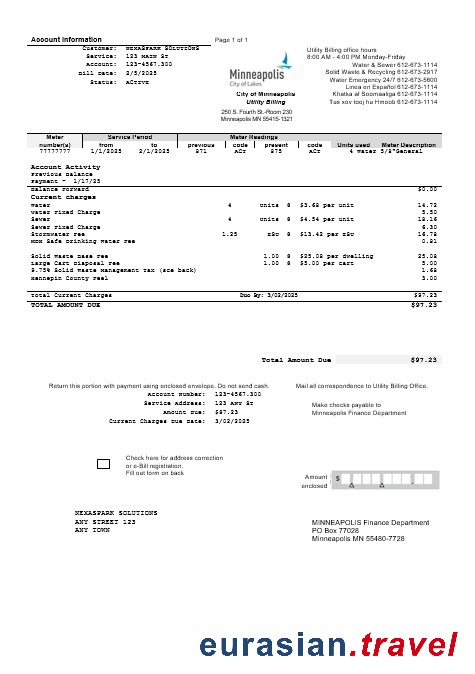 Account Information
Page 1 of 1
Customer: NEXASPARK SOLUTIONS
Service: 123 MAIN St
Account: 123-4567.300
Bill date: 2/5/2025
Status: Active
Minneapolis
City of Lakes
City of Minneapolis
Utility Billing
250 S. Fourth St.-Room 230
Minneapolis MN 55415-1321
Utility Billing office hours
8:00 AM - 4:00 PM Monday-Friday
Water & Sewer 612-673-1114
Solid Waste & Recycling 612-673-2917
Water Emergency 24/7 612-673-5600
Linea en Español 612-673-1114
Khatka af Soomaaliga 612-673-1114
Tus xov tooj hu Hmoob 612-673-1114
Meter Service Period Meter Readings
number(s) from to previous code present code Units used Meter Description
77777777 1/1/2025 2/1/2025 871 ACt 875 ACt 4 Water 5/8"General
Account Activity
Previous balance
Payment - 1/17/25
Balance Forward $0.00
Current charges
Water 4 Units @ $3.68 per unit 14.72
Water Fixed Charge 5.50
Sewer 4 Units @ $4.54 per unit 18.16
Sewer Fixed Charge 6.30
Stormwater Fee 1.25 ESU @ $13.42 per ESU 16.78
MDH Safe Drinking Water Fee 0.81
Solid Waste Base Fee 1.00 @ $25.08 per dwelling 25.08
Large Cart Disposal Fee 1.00 @ $5.00 per cart 5.00
9.75% Solid Waste Management Tax (see back) 1.68
Hennepin County 3.00
Total Current Charges Due By: 3/02/2025 $97.23
TOTAL AMOUNT DUE $97.23
Total Amount Due $97.23
Return this portion with payment using enclosed envelope. Do not send cash.
Mail all correspondence to Utility Billing Office.
Account Number: 123-4567.300
Service Address: 123 ANY St
Amount Due: $97.23
Current Charges Due Date: 3/02/2025
Make checks payable to
Minneapolis Finance Department
Check here for address correction
or e-Bill registration.
Fill out form on back
Amount
enclosed
$
NEXASPARK SOLUTIONS
ANY STREET 123
ANY TOWN
MINNEAPOLIS Finance Department
PO Box 77028
Minneapolis MN 55480-7728
eurasian.travel